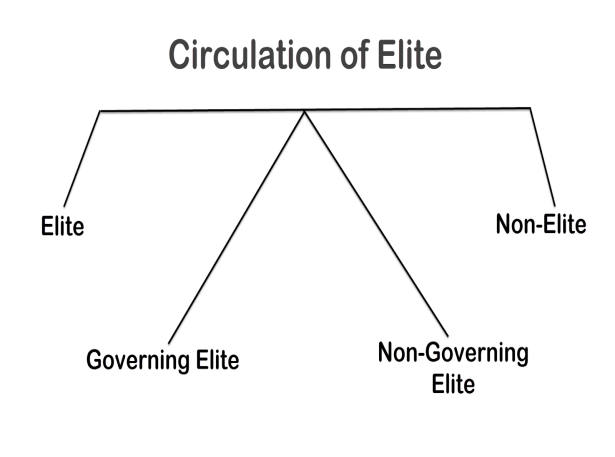 Circulation of Elite
Elite
Non-Elite
Governing Elite
Non-Governing
Elite